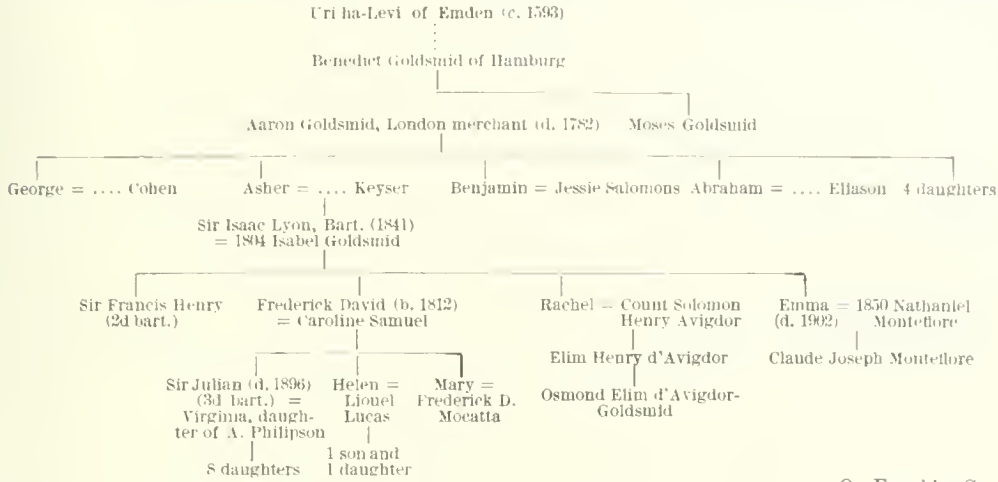 Uri ha-Levi of Emden (c. 1593)
Benedict Goldsmid of Hamburg
Aaron Goldsmid, London merchant (d. 1782) Moses Goldsmid
George = .... Cohen Asher = .... Keyser Benjamin = Jessie Salomons Abraham = .... Eliason 4 daughters
Sir Isaac Lyon, Bart. (1841)
= 1804 Isabel Goldsmid
Sir Francis Henry
(2d bart.)
Frederick David (b. 1812)
= Caroline Samuel
Rachel = Count Solomon
Henry Avigdor
Emma = 1850 Nathaniel
(d. 1902) Montefiore
Elim Henry d'Avigdor
Claude Joseph Montefiore
Osmond Elim d'Avigdor-
Goldsmid
Sir Julian (d. 1896)
(3d bart.) =
Virginia, daugh-
ter of A. Philipson
Helen =
Lionel
Lucas
Mary =
Frederick D.
Mocatta
8 daughters
1 son and
1 daughter